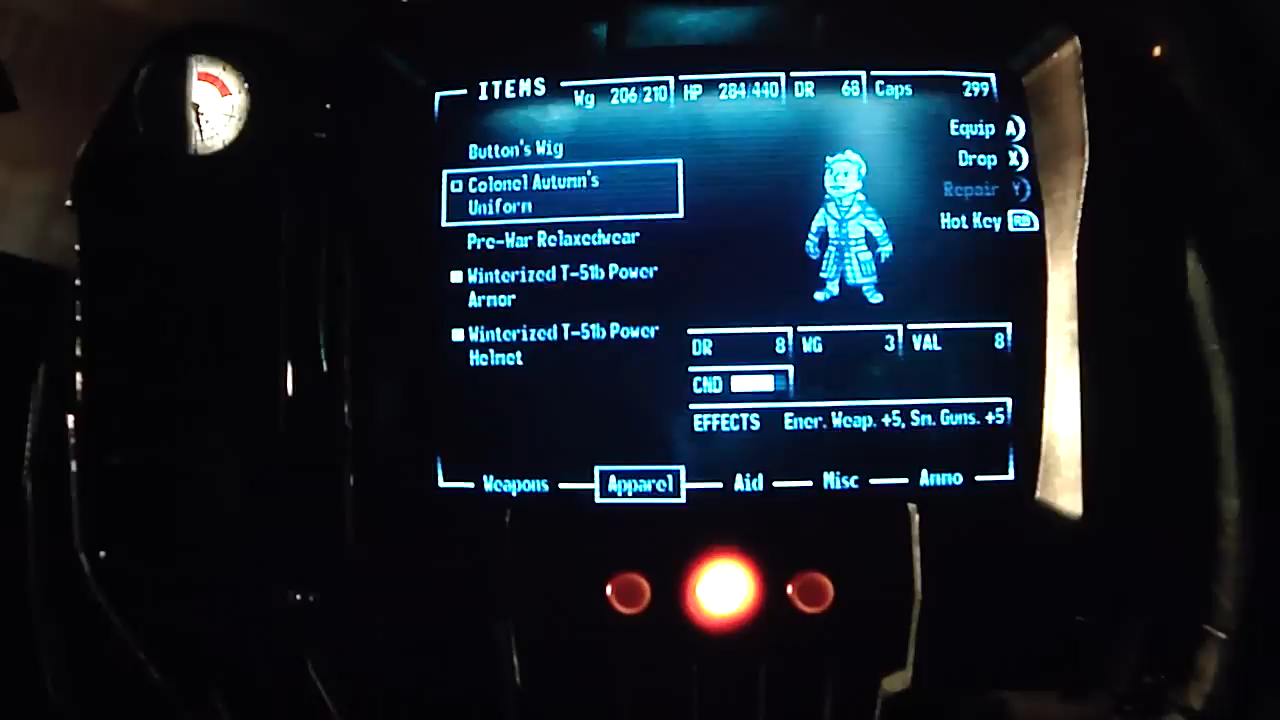 ITEMS Wg 206/210 HP 284/440 DR 68 Caps 299
Equip A)
Drop X)
Repair Y)
Hot Key RB
Button's Wig
Colonel Autumn's
Uniform
Pre-War Relaxedwear
Winterized T-51b Power
Armor
Winterized T-51b Power
Helmet
DR 8 WG 3 VAL 8
CND
EFFECTS Ener. Weap. +5, Sm. Guns. +5
Weapons Apparel Aid Misc Ammo